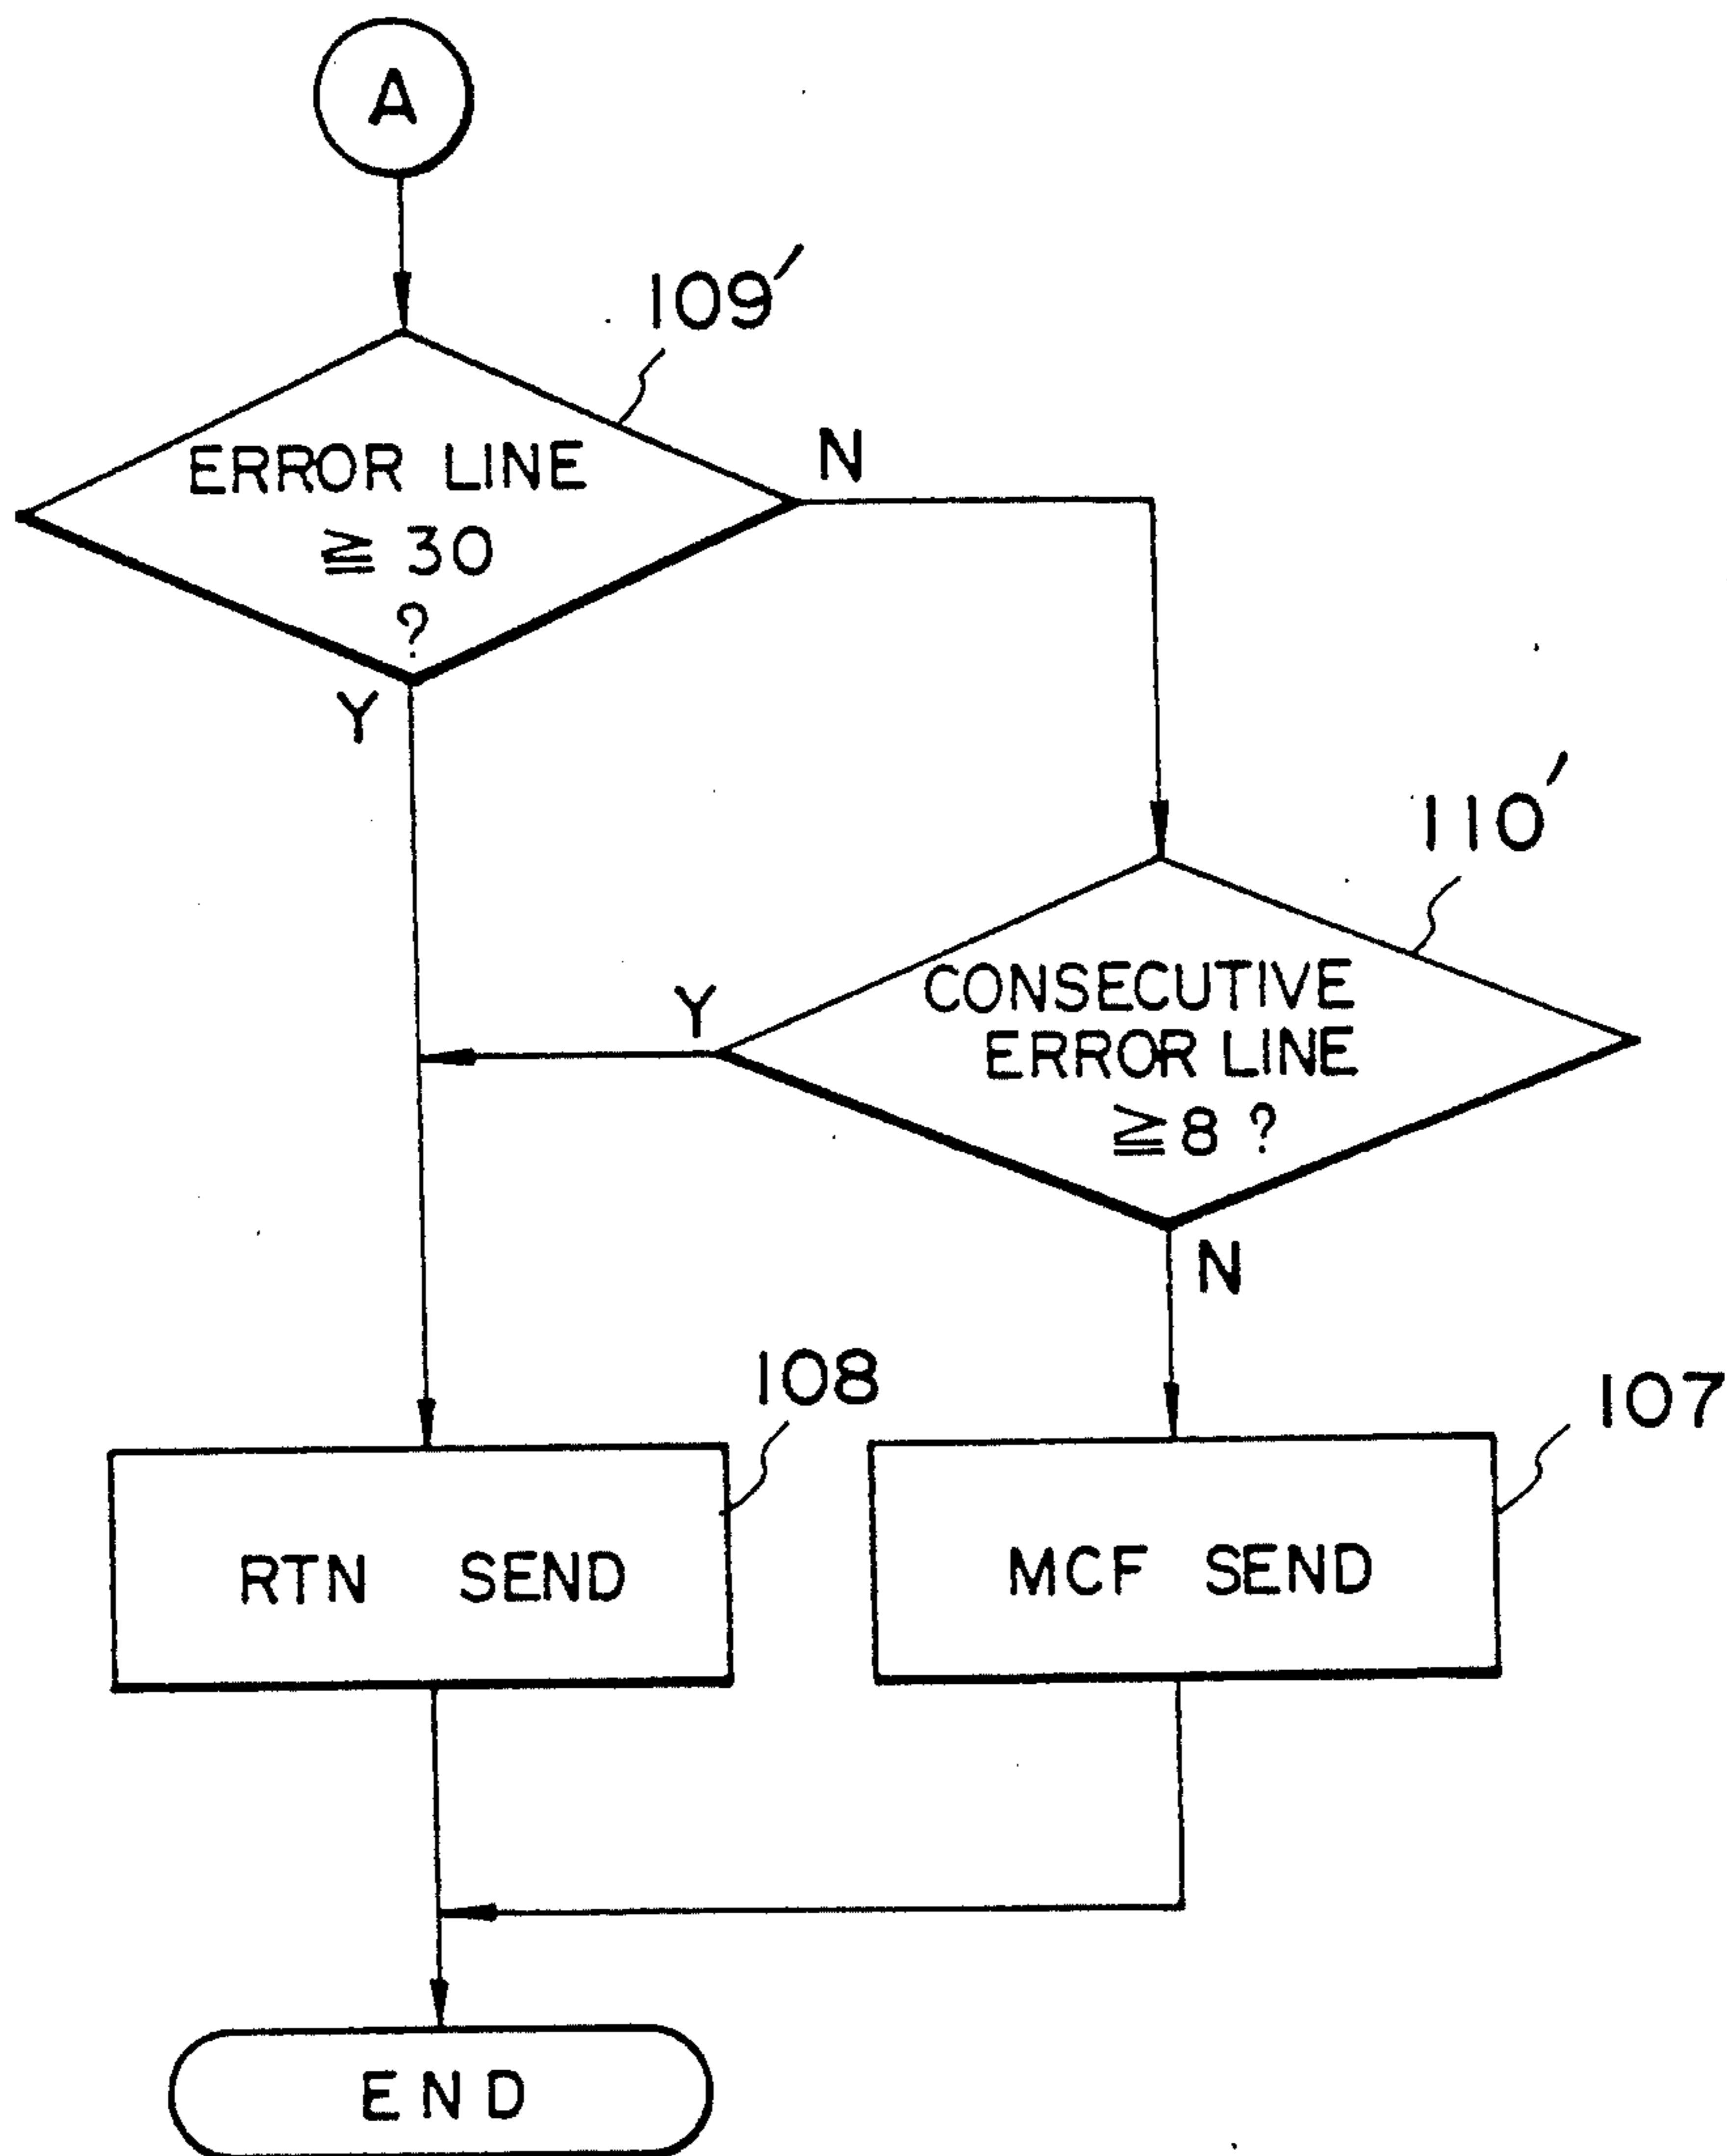 A
109'
ERROR LINE
≧ 30
?
N
Y
110'
CONSECUTIVE
ERROR LINE
≧8 ?
Y
N
108
107
RTN SEND
MCF SEND
END